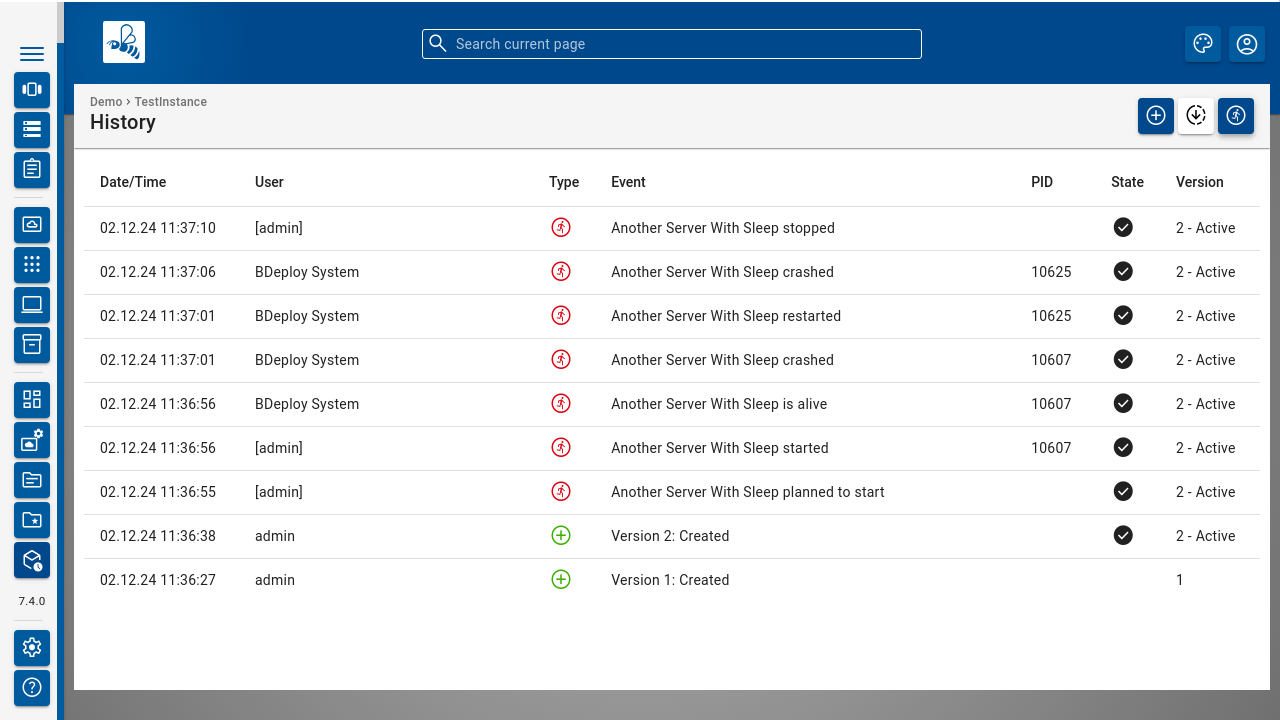 Search current page
Demo › TestInstance
History
Date/Time User Type Event PID State Version
02.12.24 11:37:10 [admin] Another Server With Sleep stopped 2 - Active
02.12.24 11:37:06 BDeploy System Another Server With Sleep crashed 10625 2 - Active
02.12.24 11:37:01 BDeploy System Another Server With Sleep restarted 10625 2 - Active
02.12.24 11:37:01 BDeploy System Another Server With Sleep crashed 10607 2 - Active
02.12.24 11:36:56 BDeploy System Another Server With Sleep is alive 10607 2 - Active
02.12.24 11:36:56 [admin] Another Server With Sleep started 10607 2 - Active
02.12.24 11:36:55 [admin] Another Server With Sleep planned to start 2 - Active
02.12.24 11:36:38 admin Version 2: Created 2 - Active
02.12.24 11:36:27 admin Version 1: Created 1
7.4.0